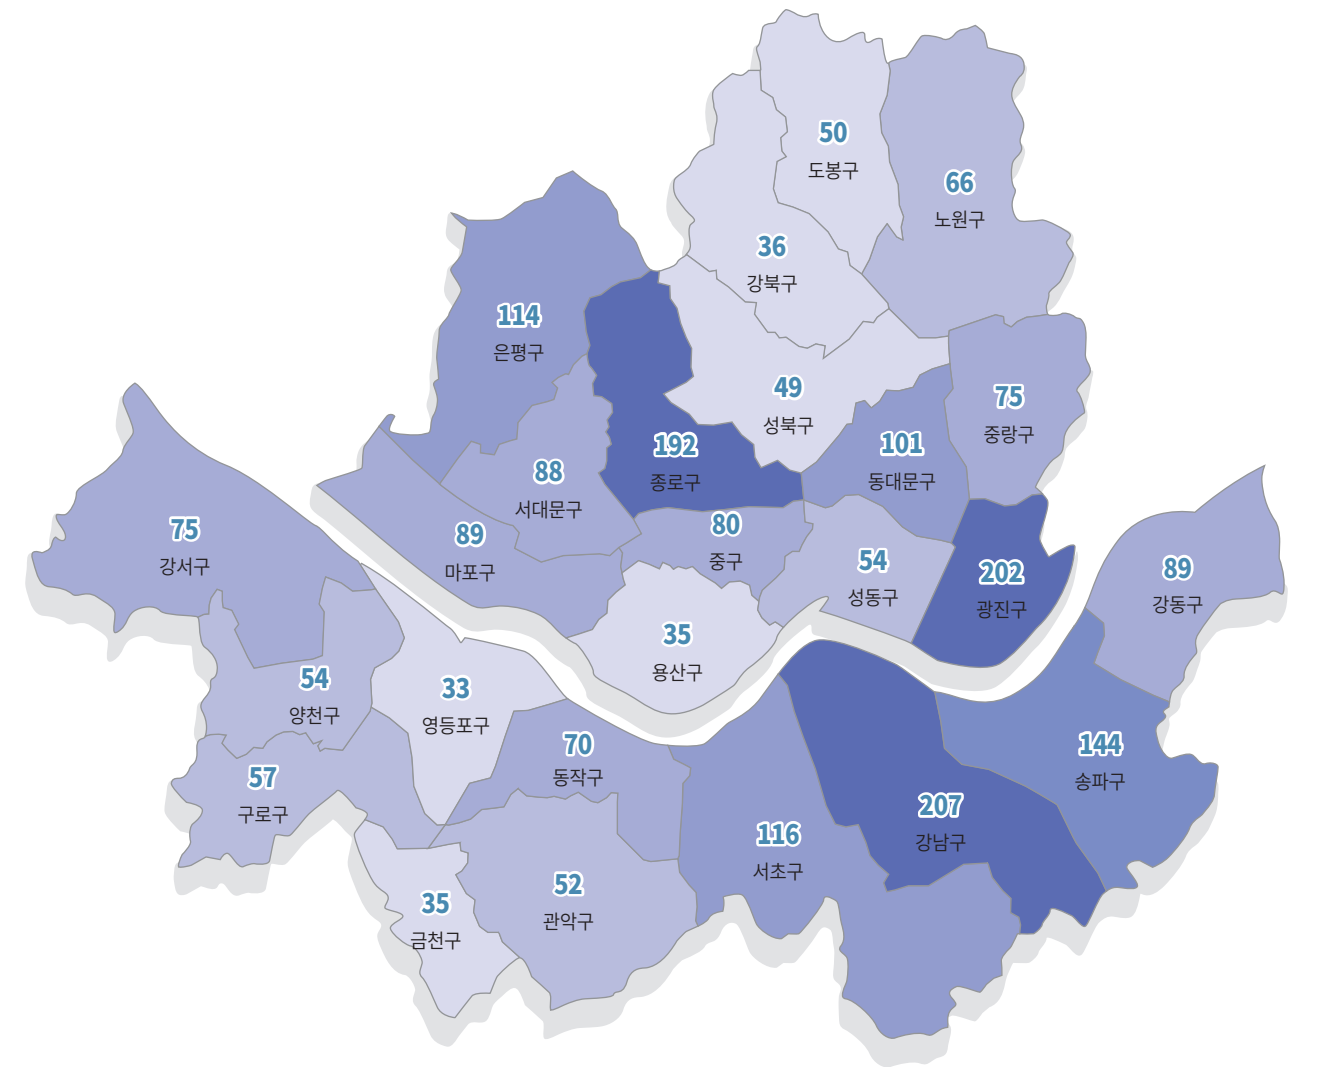 50
도봉구
66
노원구
36
강북구
114
은평구
49
성북구
75
중랑구
192
종로구
101
동대문구
88
서대문구
75
강서구
89
마포구
80
중구
54
성동구
202
광진구
89
강동구
35
용산구
54
양천구
33
영등포구
70
동작구
144
송파구
57
구로구
116
서초구
207
강남구
52
관악구
35
금천구